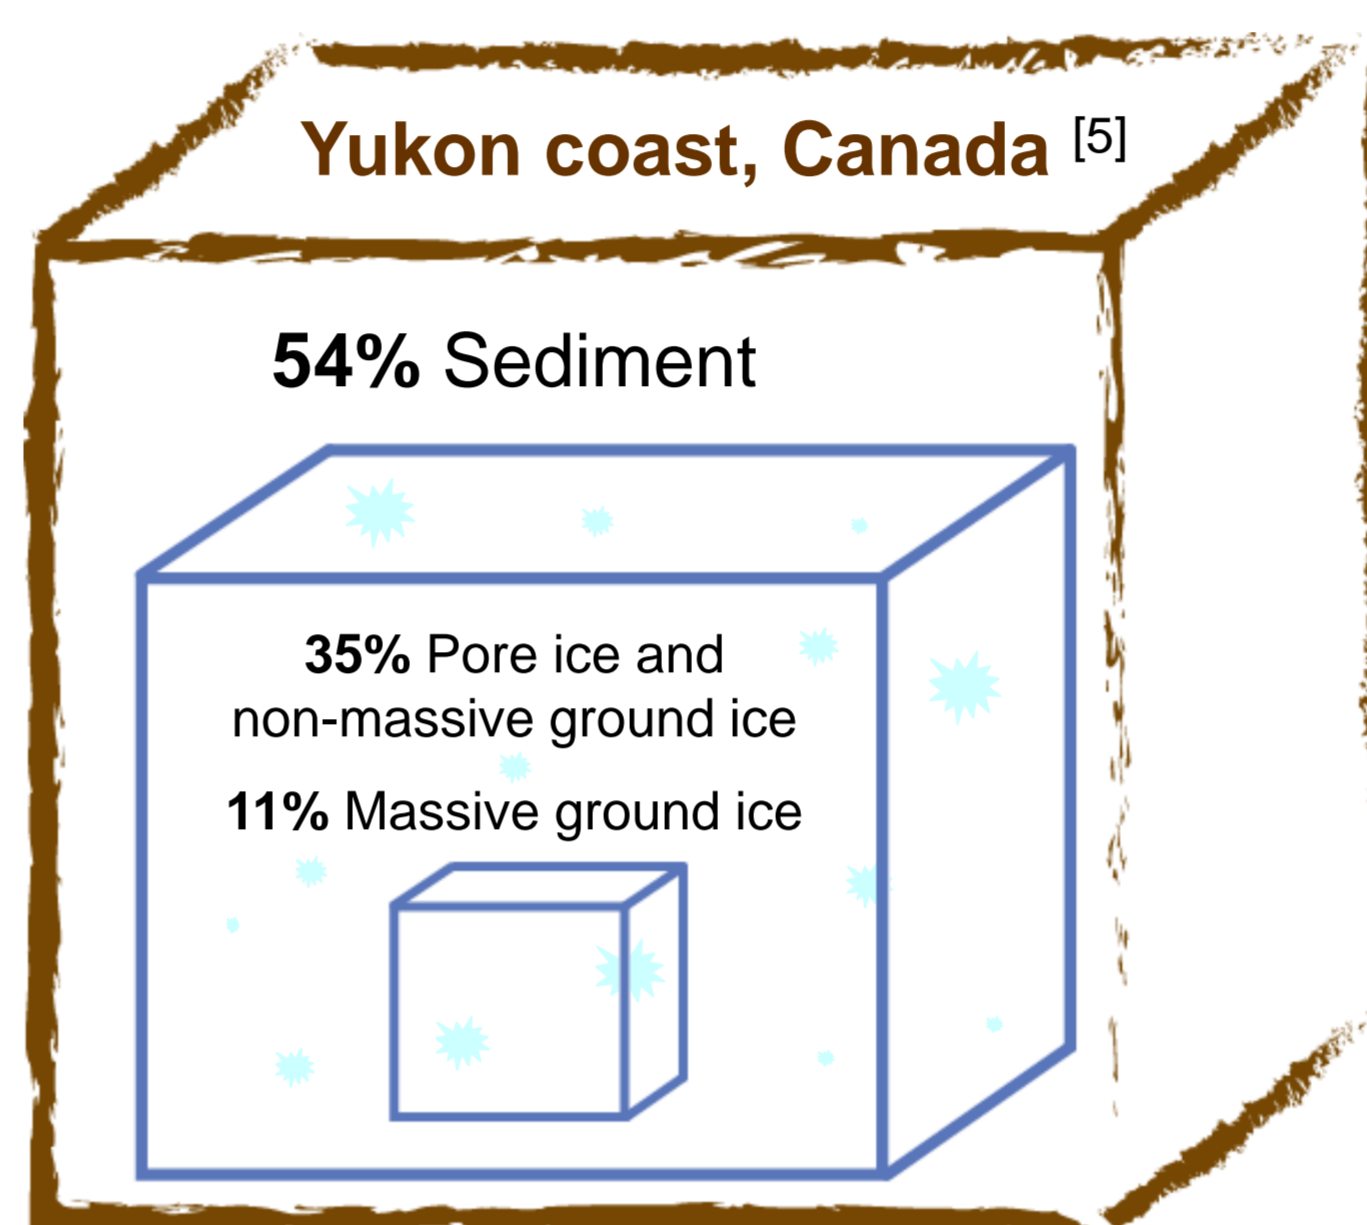 Yukon coast, Canada [5]
54% Sediment
35% Pore ice and
non-massive ground ice
11% Massive ground ice